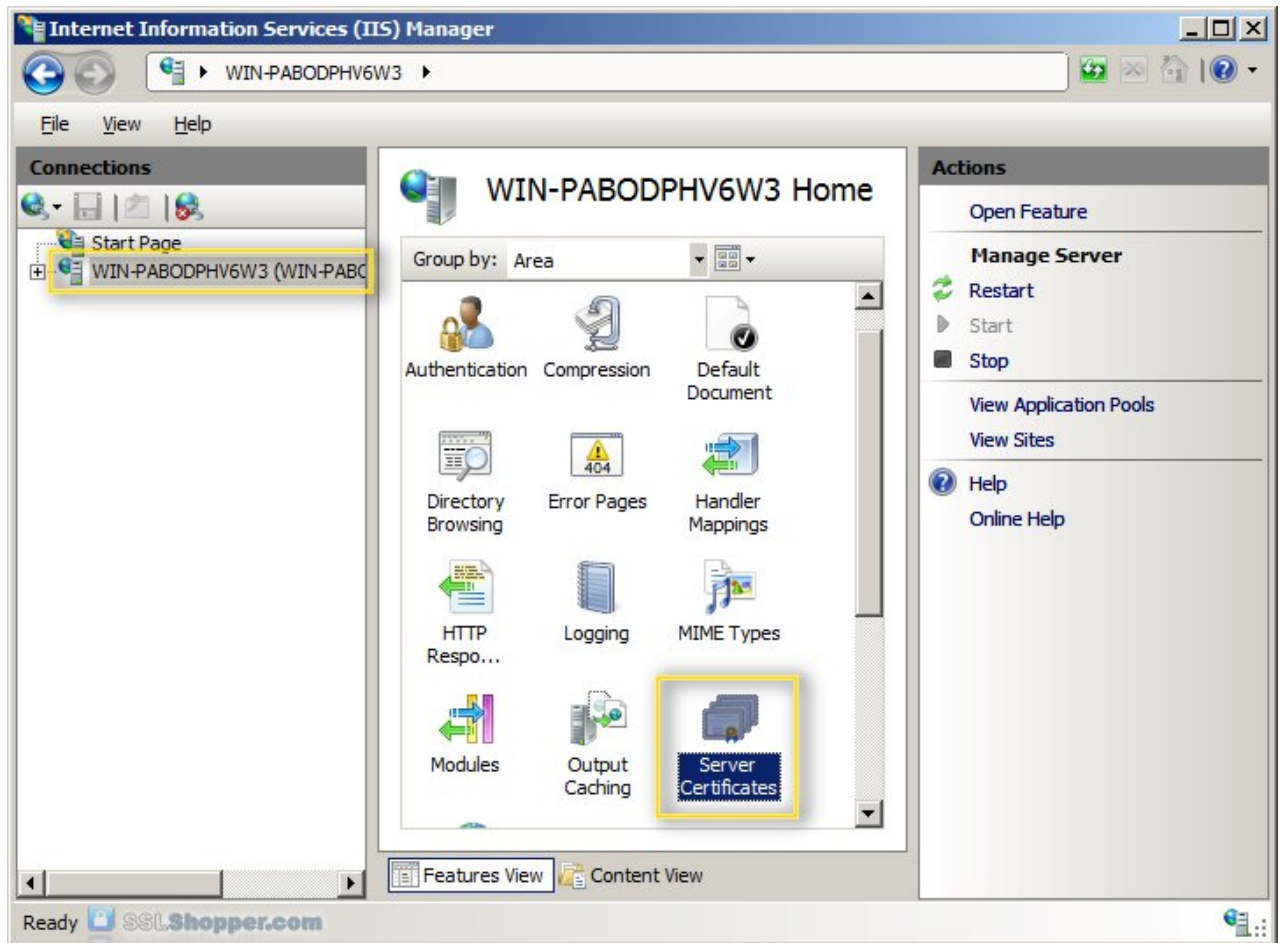 Internet Information Services (IIS) Manager
WIN-PABODPHV6W3
File View Help
Connections
Start Page
WIN-PABODPHV6W3 (WIN-PABO
WIN-PABODPHV6W3 Home
Group by: Area
Authentication
Compression
Default
Document
Directory
Browsing
404
Error Pages
Handler
Mappings
HTTP
Respo...
Logging
MIME Types
Modules
Output
Caching
Server
Certificates
Features View
Content View
Actions
Open Feature
Manage Server
Restart
Start
Stop
View Application Pools
View Sites
Help
Online Help
Ready
SSLShopper.com